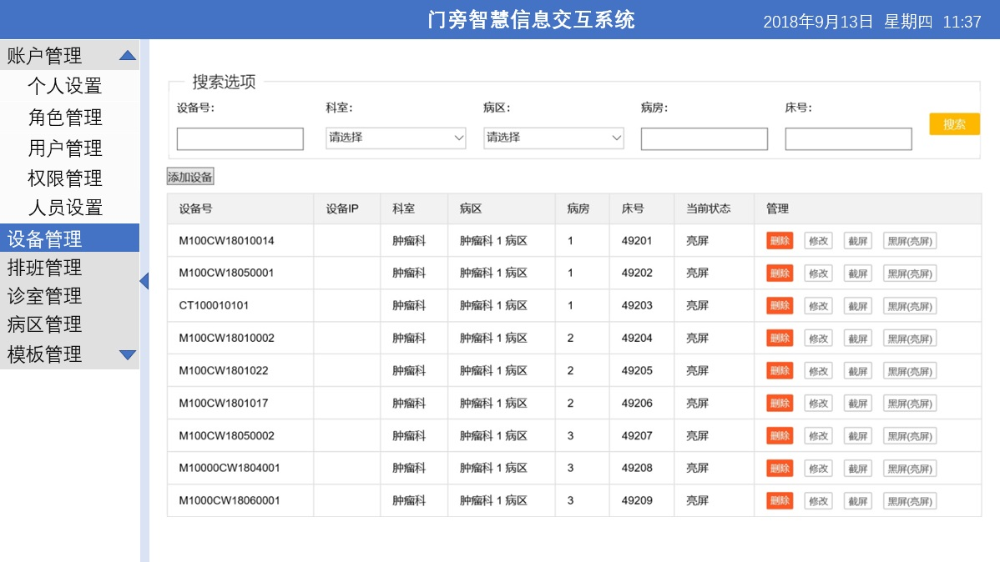 门旁智慧信息交互系统
2018年9月13日 星期四 11:37
账户管理
个人设置
角色管理
用户管理
权限管理
人员设置
设备管理
排班管理
诊室管理
病区管理
模板管理
搜索选项
设备号: 科室: 病区: 病房: 床号:
请选择 请选择 搜索
添加设备
设备号 设备IP 科室 病区 病房 床号 当前状态 管理
M100CW18010014 肿瘤科 肿瘤科 1 病区 1 49201 亮屏 删除 修改 截屏 黑屏(亮屏)
M100CW18050001 肿瘤科 肿瘤科 1 病区 1 49202 亮屏 删除 修改 截屏 黑屏(亮屏)
CT100010101 肿瘤科 肿瘤科 1 病区 1 49203 亮屏 删除 修改 截屏 黑屏(亮屏)
M100CW18010002 肿瘤科 肿瘤科 1 病区 2 49204 亮屏 删除 修改 截屏 黑屏(亮屏)
M100CW1801022 肿瘤科 肿瘤科 1 病区 2 49205 亮屏 删除 修改 截屏 黑屏(亮屏)
M100CW1801017 肿瘤科 肿瘤科 1 病区 2 49206 亮屏 删除 修改 截屏 黑屏(亮屏)
M100CW18050002 肿瘤科 肿瘤科 1 病区 3 49207 亮屏 删除 修改 截屏 黑屏(亮屏)
M10000CW1804001 肿瘤科 肿瘤科 1 病区 3 49208 亮屏 删除 修改 截屏 黑屏(亮屏)
M1000CW18060001 肿瘤科 肿瘤科 1 病区 3 49209 亮屏 删除 修改 截屏 黑屏(亮屏)